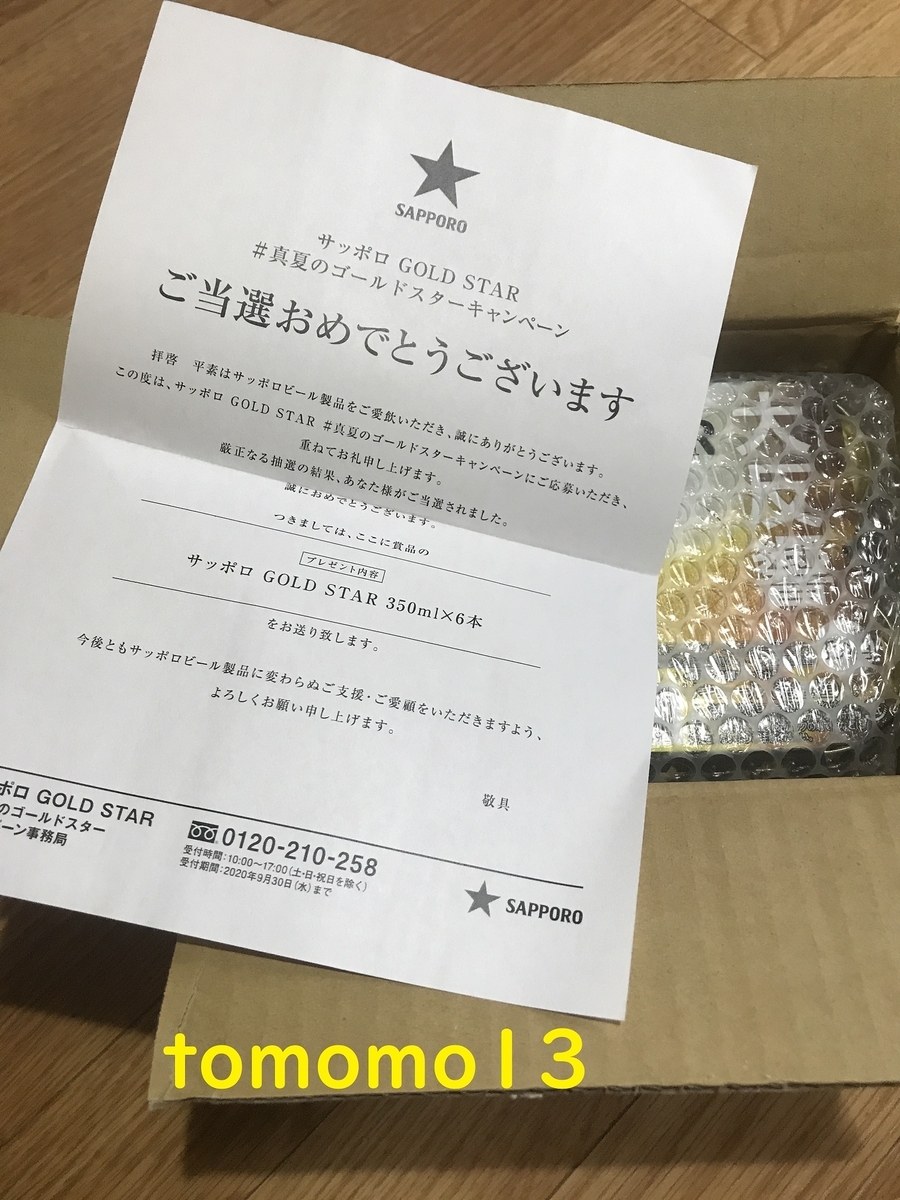 SAPPORO
サッポロ GOLD STAR
#真夏のゴールドスターキャンペーン
ご当選おめでとうございます
拝啓 平素はサッポロビール製品をご愛飲いただき、誠にありがとうございます。
この度は、サッポロ GOLD STAR #真夏のゴールドスターキャンペーンにご応募いただき、
重ねてお礼申し上げます。
厳正なる抽選の結果、あなた様がご当選されました。
誠におめでとうございます。
つきましては、ここに賞品の
プレゼント内容
サッポロ GOLD STAR 350ml×6本
をお送り致します。
今後ともサッポロビール製品に変わらぬご支援・ご愛顧をいただきますよう、
よろしくお願い申し上げます。
敬具
ポロ GOLD STAR
のゴールドスター
ーン事務局
0120-210-258
受付時間:10:00〜17:00(土・日・祝日を除く)
受付期間:2020年9月30日(水)まで
SAPPORO
tomomo13